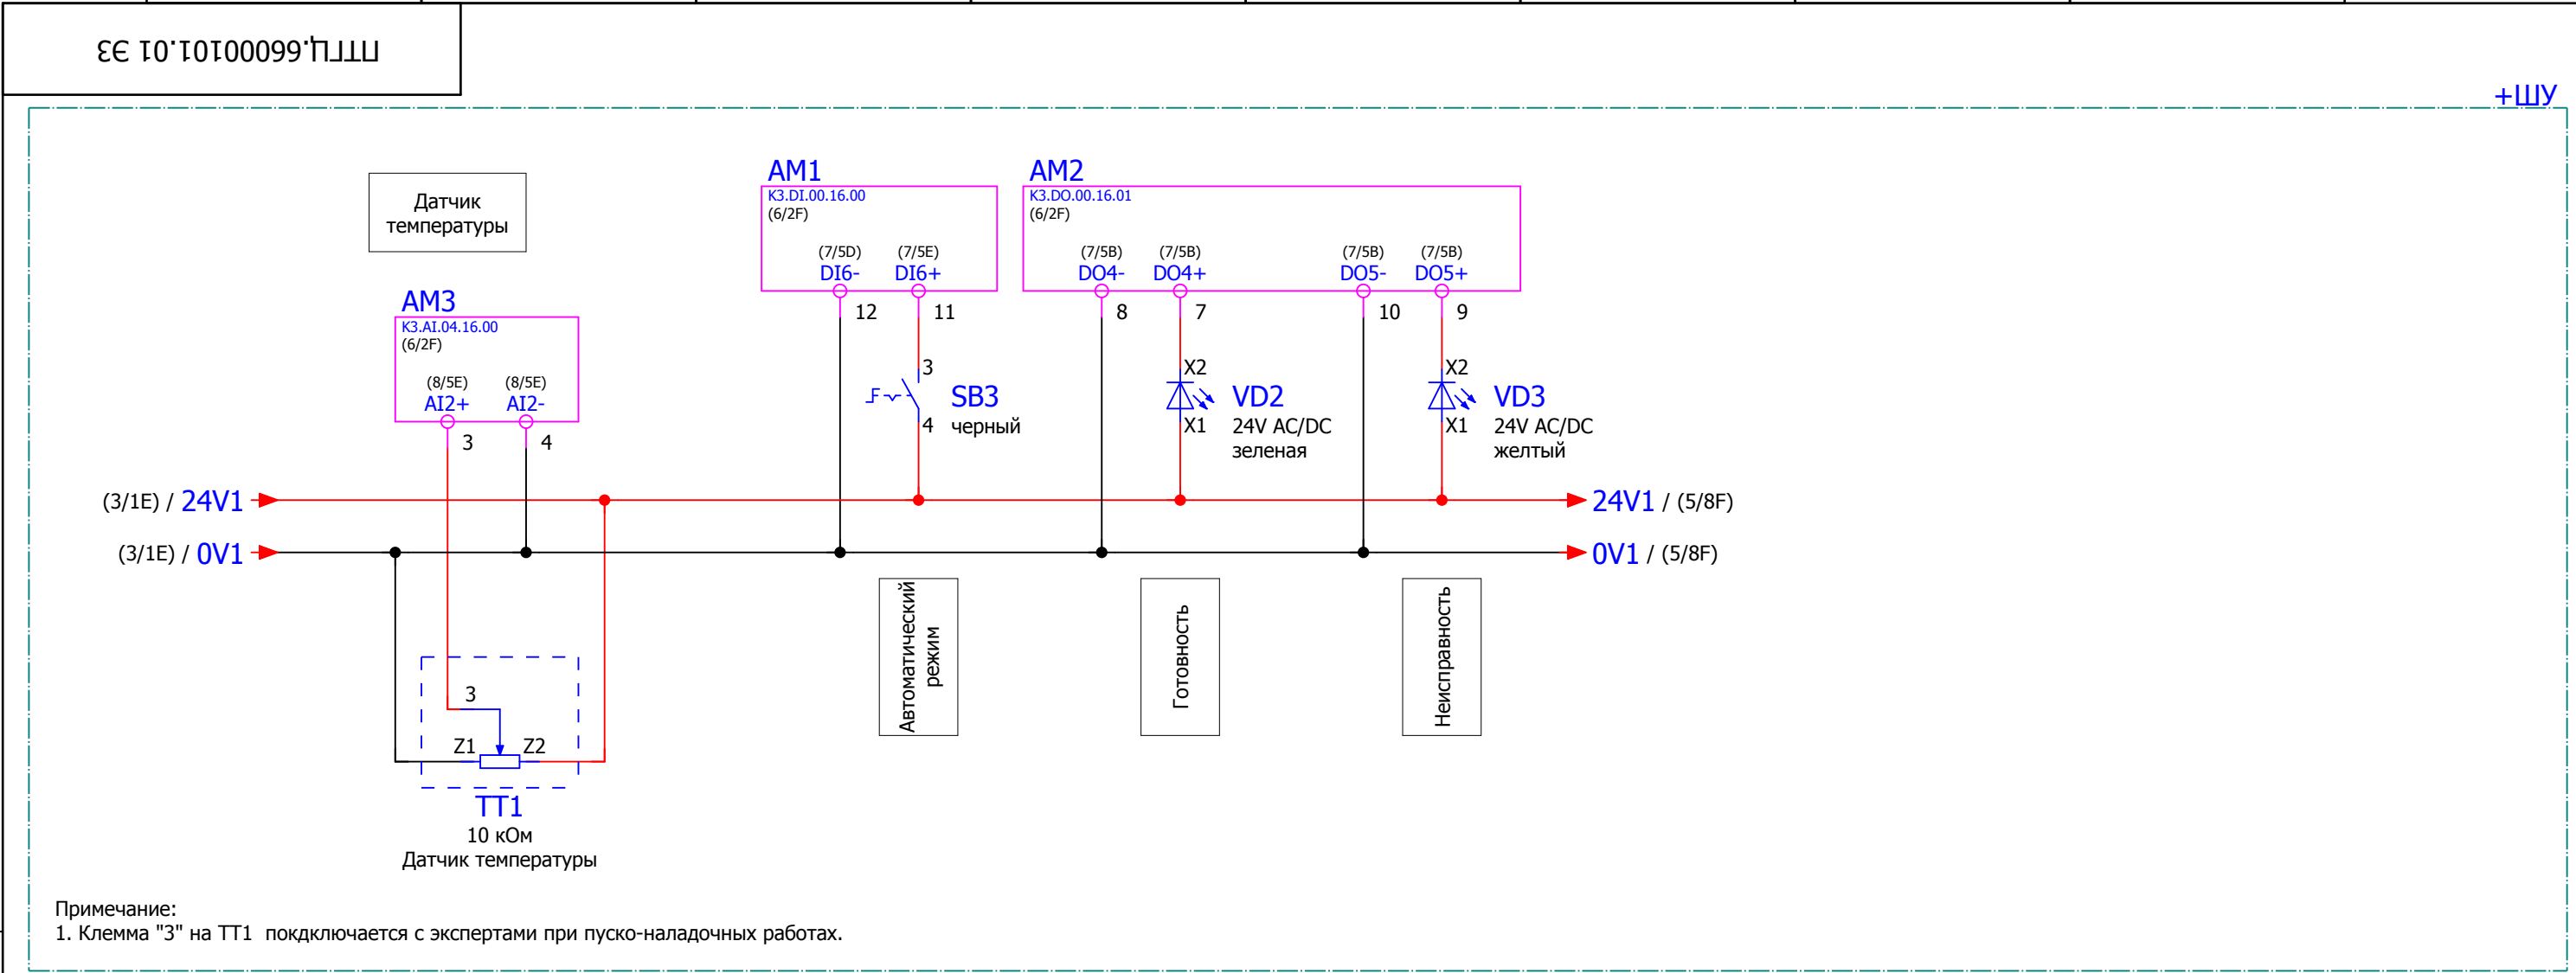 ПТГЦ.66000101.01 ЭЗ
+ШУ
Датчик
температуры
AM1
K3.DI.00.16.00
(6/2F)
(7/5D) (7/5E)
DI6- DI6+
12 11
AM2
K3.DO.00.16.01
(6/2F)
(7/5B) (7/5B) (7/5B) (7/5B)
DO4- DO4+ DO5- DO5+
8 7 10 9
AM3
K3.AI.04.16.00
(6/2F)
(8/5E) (8/5E)
AI2+ AI2-
3 4
3
SB3
4
черный
X2
VD2
X1
24V AC/DC
зеленая
X2
VD3
X1
24V AC/DC
желтый
(3/1E) / 24V1
24V1 / (5/8F)
(3/1E) / 0V1
0V1 / (5/8F)
Автоматический
режим
Готовность
Неисправность
3
Z1 Z2
TT1
10 кОм
Датчик температуры
Примечание:
1. Клемма "3" на TT1 покдключается с экспертами при пуско-наладочных работах.